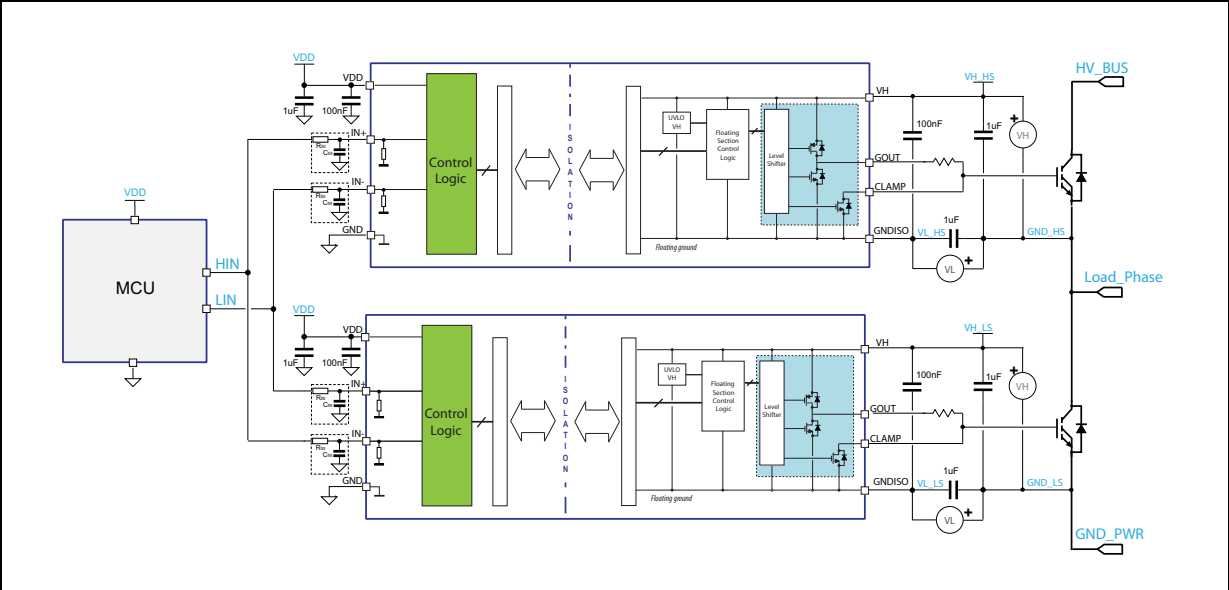 VDD
VDD
1uF
100nF
IN+
R
C
IN-
R
C
GND
Control
Logic
ISOLATION
UVLO
VH
Floating
Section
Control
Logic
Level
Shifter
Floating ground
VH
GOUT
CLAMP
GNDISO
100nF
VH_HS
1uF
+
VH
1uF
VL_HS
GND_HS
VL
+
HV_BUS
VDD
MCU
HIN
LIN
Load_Phase
VDD
VDD
1uF
100nF
IN+
R
C
IN-
R
C
GND
Control
Logic
ISOLATION
UVLO
VH
Floating
Section
Control
Logic
Level
Shifter
Floating ground
VH
GOUT
CLAMP
GNDISO
100nF
VH_LS
1uF
+
VH
1uF
VL_LS
GND_LS
VL
+
GND_PWR